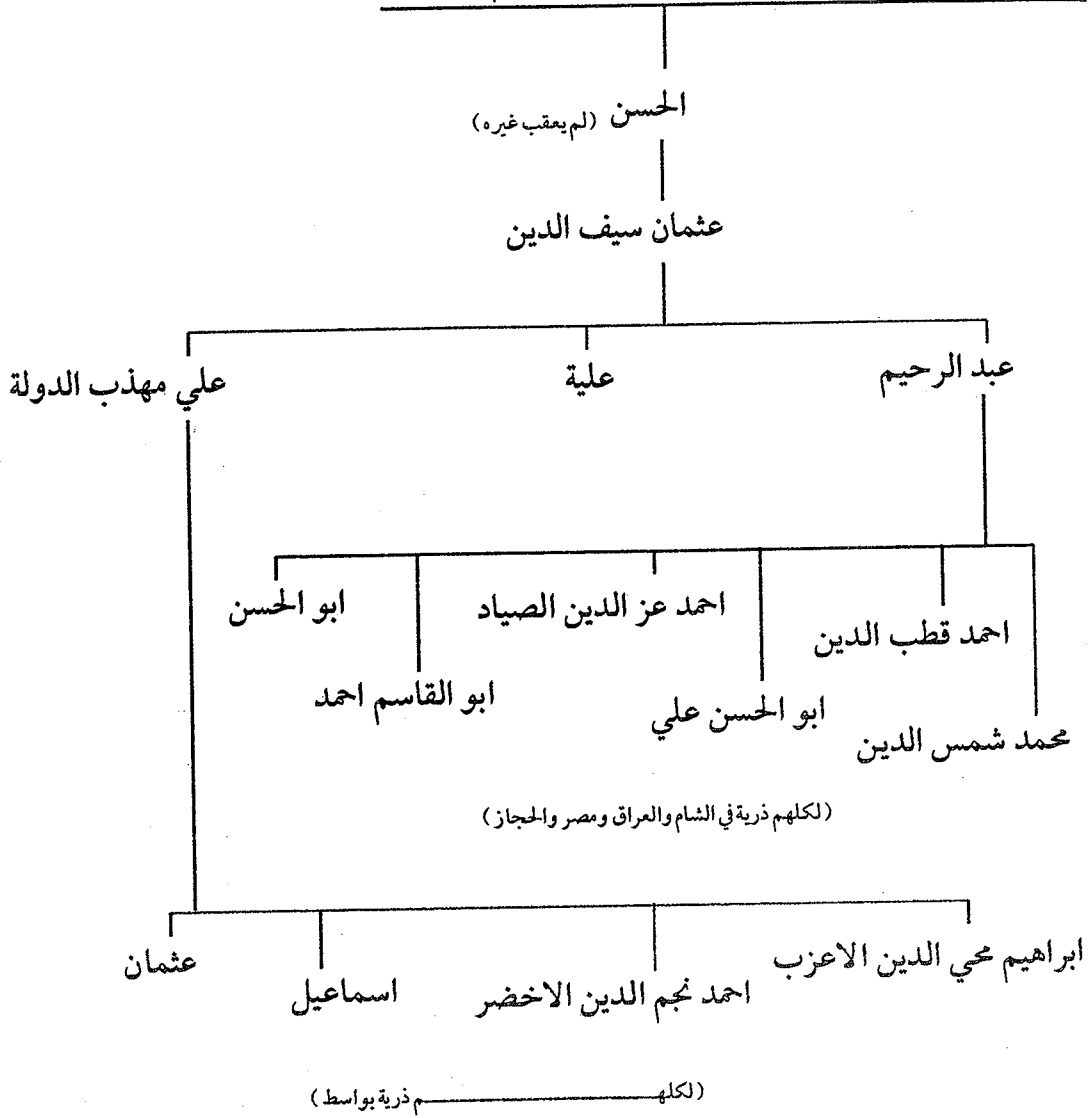 الحسن (لم يعقب غيره)
عثمان سيف الدين
عبد الرحيم
علية
علي مهذب الدولة
محمد شمس الدين
احمد قطب الدين
ابو الحسن علي
احمد عز الدين الصياد
ابو القاسم احمد
ابو الحسن
(لكلهم ذرية في الشام والعراق ومصر والحجاز)
ابراهيم محي الدين الاعزب
احمد نجم الدين الاخضر
اسماعيل
عثمان
(لكلهم ذرية بواسط)